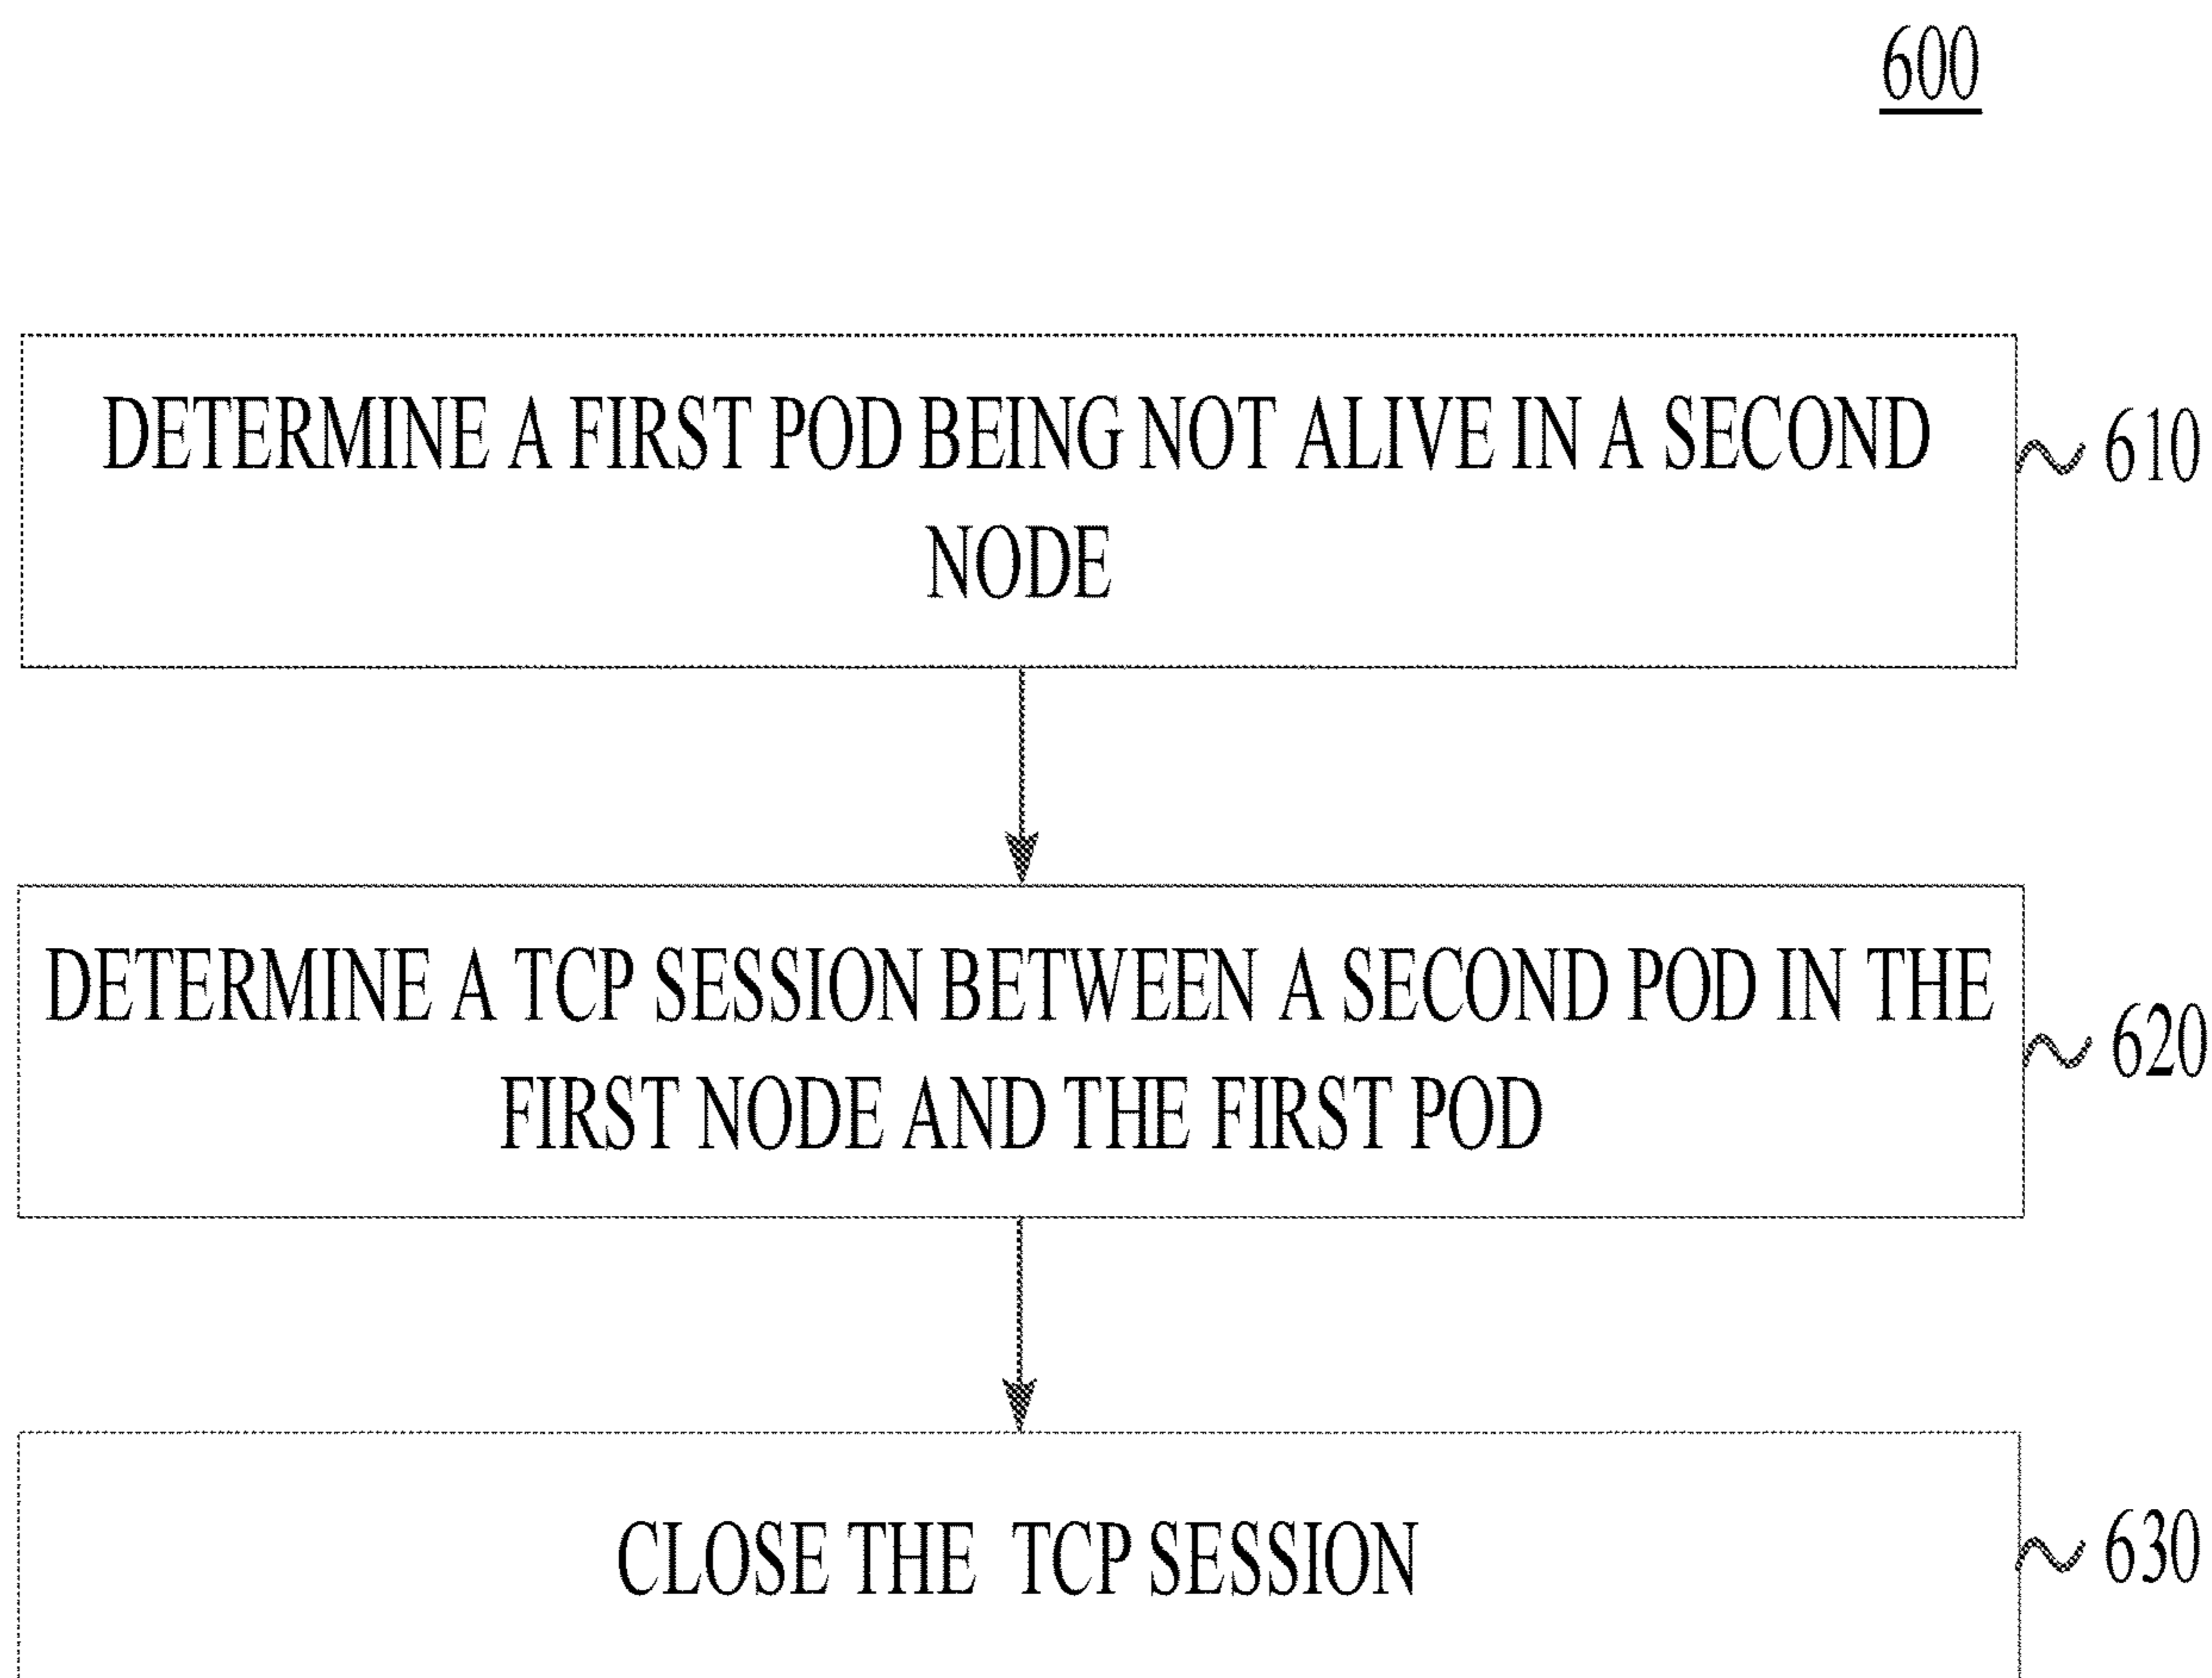 600
DETERMINE A FIRST POD BEING NOT ALIVE IN A SECOND
NODE
610
DETERMINE A TCP SESSION BETWEEN A SECOND POD IN THE
FIRST NODE AND THE FIRST POD
620
CLOSE THE TCP SESSION
630